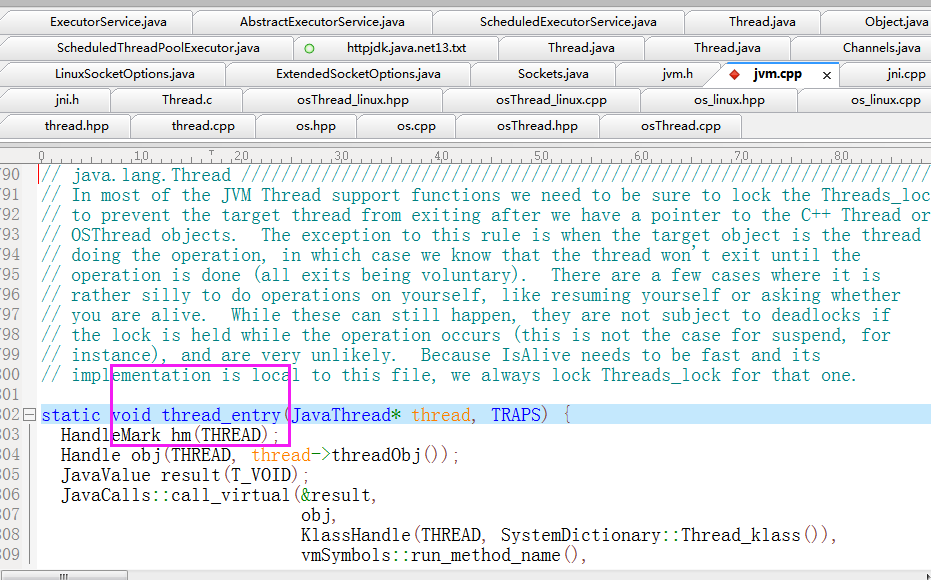 ExecutorService.java AbstractExecutorService.java ScheduledExecutorService.java Thread.java Object.java
ScheduledThreadPoolExecutor.java httpjdk.java.net13.txt Thread.java Thread.java Channels.java
LinuxSocketOptions.java ExtendedSocketOptions.java Sockets.java jvm.h jvm.cpp × jni.cpp
jni.h Thread.c osThread_linux.hpp osThread_linux.cpp os_linux.hpp os_linux.cpp
thread.hpp thread.cpp os.hpp os.cpp osThread.hpp osThread.cpp
0 10 20 30 40 50 60 70 80
790 // java.lang.Thread //////////////////////////////////////////////////////////////////////
791 // In most of the JVM Thread support functions we need to be sure to lock the Threads_loc
792 // to prevent the target thread from exiting after we have a pointer to the C++ Thread or
793 // OSThread objects.  The exception to this rule is when the target object is the thread
794 // doing the operation, in which case we know that the thread won't exit until the
795 // operation is done (all exits being voluntary).  There are a few cases where it is
796 // rather silly to do operations on yourself, like resuming yourself or asking whether
797 // you are alive.  While these can still happen, they are not subject to deadlocks if
798 // the lock is held while the operation occurs (this is not the case for suspend, for
799 // instance), and are very unlikely.  Because IsAlive needs to be fast and its
800 // implementation is local to this file, we always lock Threads_lock for that one.
801
802 static void thread_entry(JavaThread* thread, TRAPS) {
803   HandleMark hm(THREAD);
804   Handle obj(THREAD, thread->threadObj());
805   JavaValue result(T_VOID);
806   JavaCalls::call_virtual(&result,
807                           obj,
808                           KlassHandle(THREAD, SystemDictionary::Thread_klass()),
809                           vmSymbols::run_method_name(),